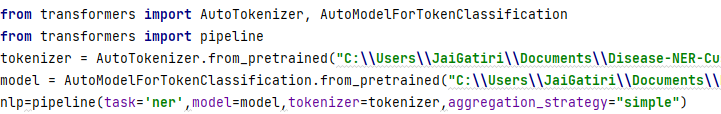 from transformers import AutoTokenizer, AutoModelForTokenClassification
from transformers import pipeline
tokenizer = AutoTokenizer.from_pretrained("C:\\Users\\JaiGatiri\\Documents\\Disease-NER-Cu
model = AutoModelForTokenClassification.from_pretrained("C:\\Users\\JaiGatiri\\Documents\\
nlp=pipeline(task='ner',model=model,tokenizer=tokenizer,aggregation_strategy="simple")